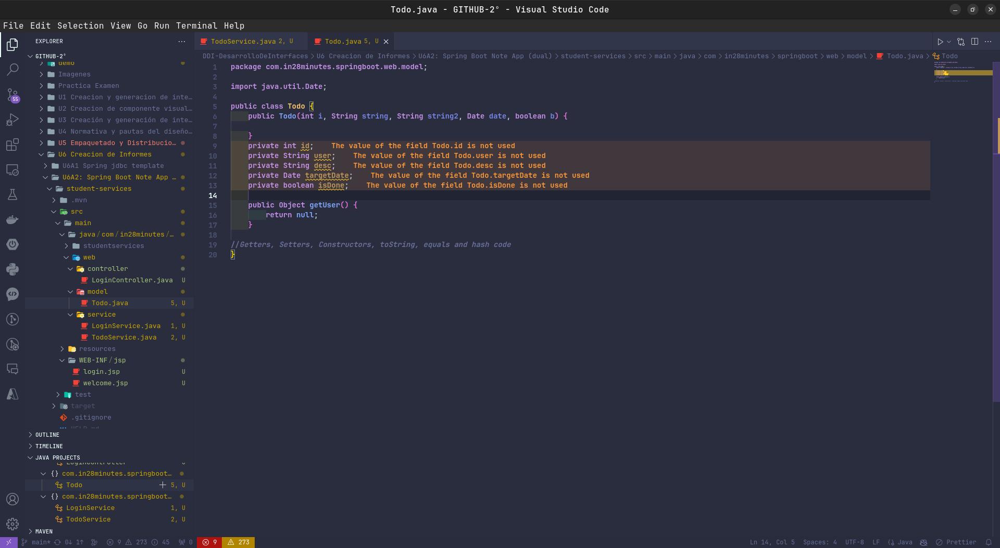 Todo.java - GITHUB-2° - Visual Studio Code
File Edit Selection View Go Run Terminal Help
EXPLORER
GITHUB-2°
demo
Imagenes
Practica Examen
U1 Creacion y generacion de inte…
U2 Creacion de componente visual…
U3 Creación y generación de inte…
U4 Normativa y pautas del diseño…
U5 Empaquetado y Distribucio…
U6 Creacion de Informes
U6A1 Spring jdbc template
U6A2: Spring Boot Note App …
student-services
.mvn
src
main
java/com/in28minutes/…
studentservices
web
controller
LoginController.java U
model
Todo.java 5, U
service
LoginService.java 1, U
TodoService.java 2, U
resources
WEB-INF/jsp
login.jsp U
welcome.jsp U
test
target
.gitignore
HELP.md
OUTLINE
TIMELINE
JAVA PROJECTS
LoginController U
{} com.in28minutes.springboot…
Todo 5, U
{} com.in28minutes.springboot…
LoginService 1, U
TodoService 2, U
MAVEN
55
TodoService.java 2, U
Todo.java 5, U
DDI-DesarrolloDeInterfaces > U6 Creacion de Informes > U6A2: Spring Boot Note App (dual) > student-services > src > main > java > com > in28minutes > springboot > web > model > Todo.java > Todo
1 package com.in28minutes.springboot.web.model;
2
3 import java.util.Date;
4
5 public class Todo {
6 public Todo(int i, String string, String string2, Date date, boolean b) {
7
8 }
9 private int id; The value of the field Todo.id is not used
10 private String user; The value of the field Todo.user is not used
11 private String desc; The value of the field Todo.desc is not used
12 private Date targetDate; The value of the field Todo.targetDate is not used
13 private boolean isDone; The value of the field Todo.isDone is not used
14
15 public Object getUser() {
16 return null;
17 }
18
19 //Getters, Setters, Constructors, toString, equals and hash code
20 }
main* 0↓ 1↑ 9 273 45 0 9 273
Ln 14, Col 5 Spaces: 4 UTF-8 LF Java Prettier